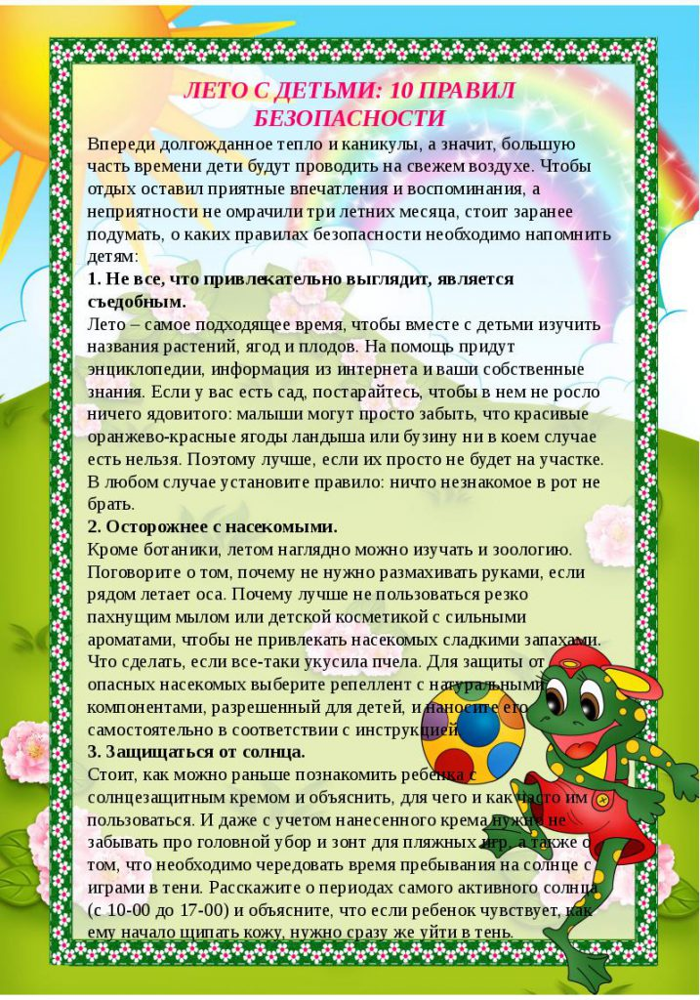 ЛЕТО С ДЕТЬМИ: 10 ПРАВИЛ
БЕЗОПАСНОСТИ
Впереди долгожданное тепло и каникулы, а значит, большую
часть времени дети будут проводить на свежем воздухе. Чтобы
отдых оставил приятные впечатления и воспоминания, а
неприятности не омрачили три летних месяца, стоит заранее
подумать, о каких правилах безопасности необходимо напомнить
детям:
1. Не все, что привлекательно выглядит, является
съедобным.
Лето – самое подходящее время, чтобы вместе с детьми изучить
названия растений, ягод и плодов. На помощь придут
энциклопедии, информация из интернета и ваши собственные
знания. Если у вас есть сад, постарайтесь, чтобы в нем не росло
ничего ядовитого: малыши могут просто забыть, что красивые
оранжево-красные ягоды ландыша или бузину ни в коем случае
есть нельзя. Поэтому лучше, если их просто не будет на участке.
В любом случае установите правило: ничто незнакомое в рот не
брать.
2. Осторожнее с насекомыми.
Кроме ботаники, летом наглядно можно изучать и зоологию.
Поговорите о том, почему не нужно размахивать руками, если
рядом летает оса. Почему лучше не пользоваться резко
пахнущим мылом или детской косметикой с сильными
ароматами, чтобы не привлекать насекомых сладкими запахами.
Что сделать, если все-таки укусила пчела. Для защиты от
опасных насекомых выберите репеллент с натуральными
компонентами, разрешенный для детей, и наносите его
самостоятельно в соответствии с инструкцией.
3. Защищаться от солнца.
Стоит, как можно раньше познакомить ребенка с
солнцезащитным кремом и объяснить, для чего и как часто им
пользоваться. И даже с учетом нанесенного крема нужно не
забывать про головной убор и зонт для пляжных игр, а также о
том, что необходимо чередовать время пребывания на солнце с
играми в тени. Расскажите о периодах самого активного солнца
(с 10-00 до 17-00) и объясните, что если ребенок чувствует, как
ему начало щипать кожу, нужно сразу же уйти в тень.